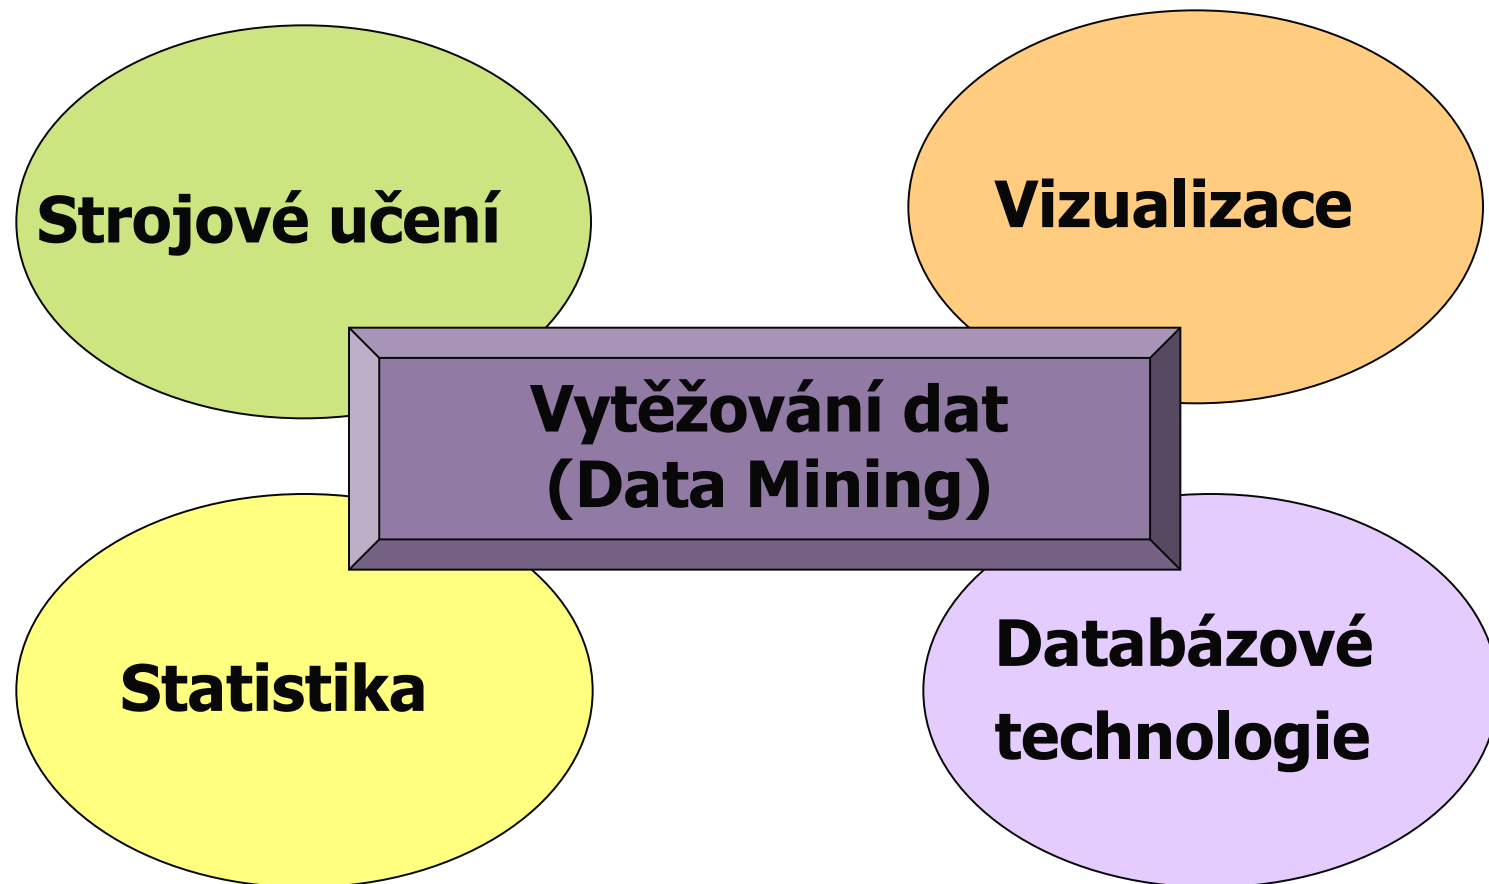 Strojové učení
Vizualizace
Vytěžování dat
(Data Mining)
Statistika
Databázové
technologie